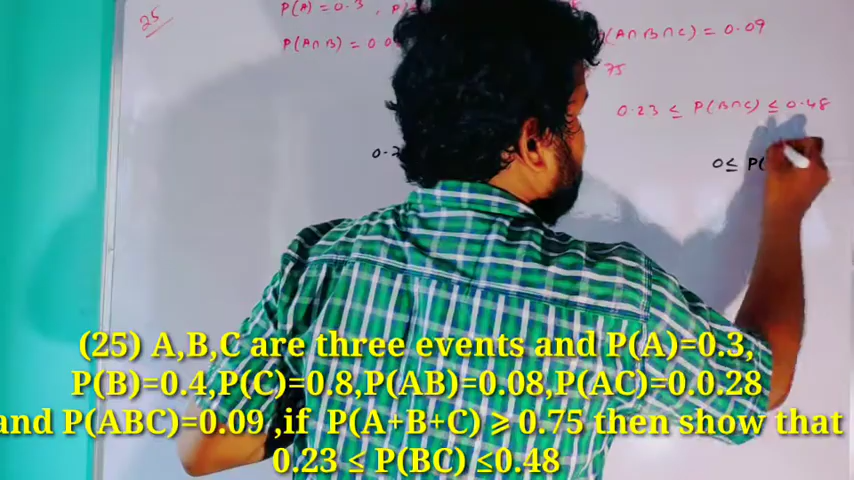 25
P(A) = 0.3 ,
P(A∩B) = 0.0
P(A∩B∩C) = 0.09
75
0.23 ≤ P(B∩C) ≤ 0.48
0≤ P(
(25) A,B,C are three events and P(A)=0.3,
P(B)=0.4,P(C)=0.8,P(AB)=0.08,P(AC)=0.0.28
and P(ABC)=0.09 ,if P(A+B+C) ⩾ 0.75 then show that
0.23 ≤ P(BC) ≤0.48